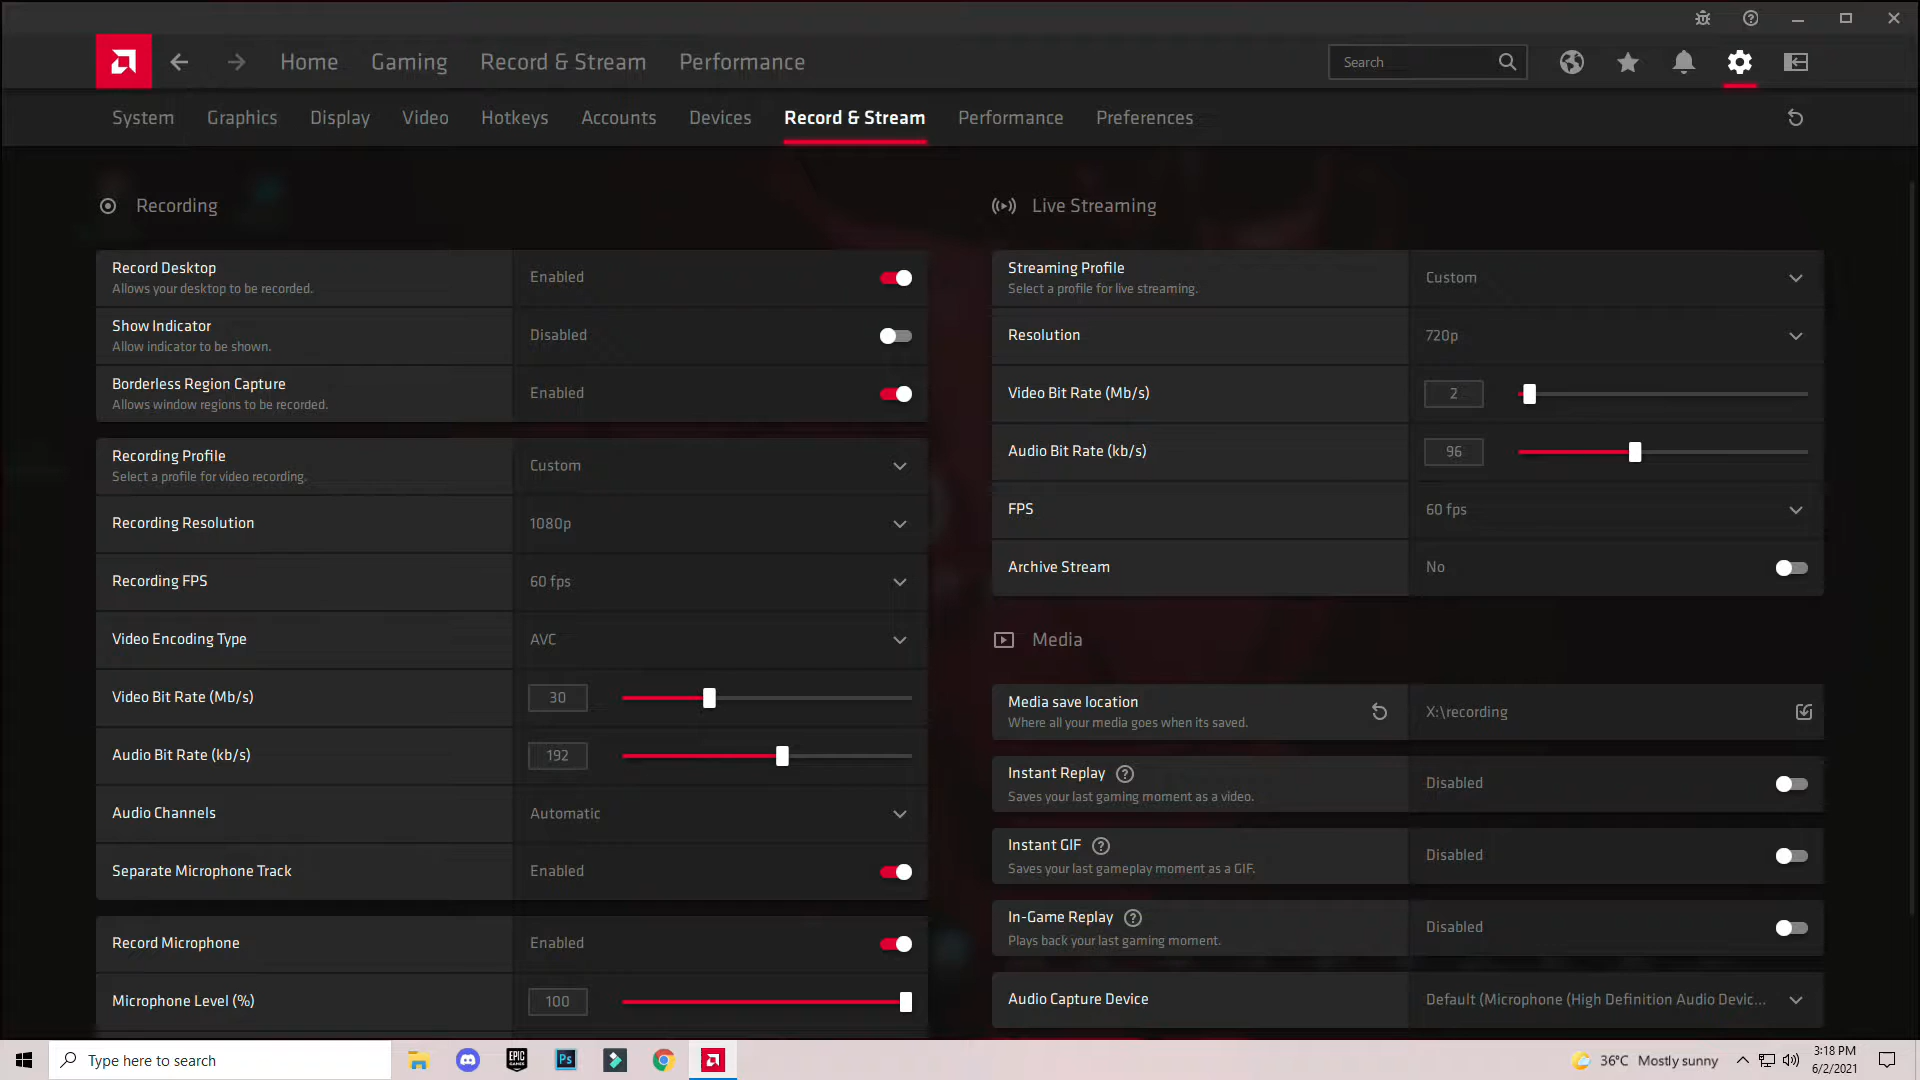 Home Gaming Record & Stream Performance Search
System Graphics Display Video Hotkeys Accounts Devices Record & Stream Performance Preferences
Recording
Record Desktop Enabled
Allows your desktop to be recorded.
Show Indicator Disabled
Allow indicator to be shown.
Borderless Region Capture Enabled
Allows window regions to be recorded.
Recording Profile Custom
Select a profile for video recording.
Recording Resolution 1080p
Recording FPS 60 fps
Video Encoding Type AVC
Video Bit Rate (Mb/s) 30
Audio Bit Rate (kb/s) 192
Audio Channels Automatic
Separate Microphone Track Enabled
Record Microphone Enabled
Microphone Level (%) 100
Live Streaming
Streaming Profile Custom
Select a profile for live streaming.
Resolution 720p
Video Bit Rate (Mb/s) 2
Audio Bit Rate (kb/s) 96
FPS 60 fps
Archive Stream No
Media
Media save location X:\recording
Where all your media goes when its saved.
Instant Replay ? Disabled
Saves your last gaming moment as a video.
Instant GIF ? Disabled
Saves your last gameplay moment as a GIF.
In-Game Replay ? Disabled
Plays back your last gaming moment.
Audio Capture Device Default (Microphone (High Definition Audio Devic...
Type here to search
EPIC GAMES
Ps
36°C Mostly sunny
3:18 PM
6/2/2021